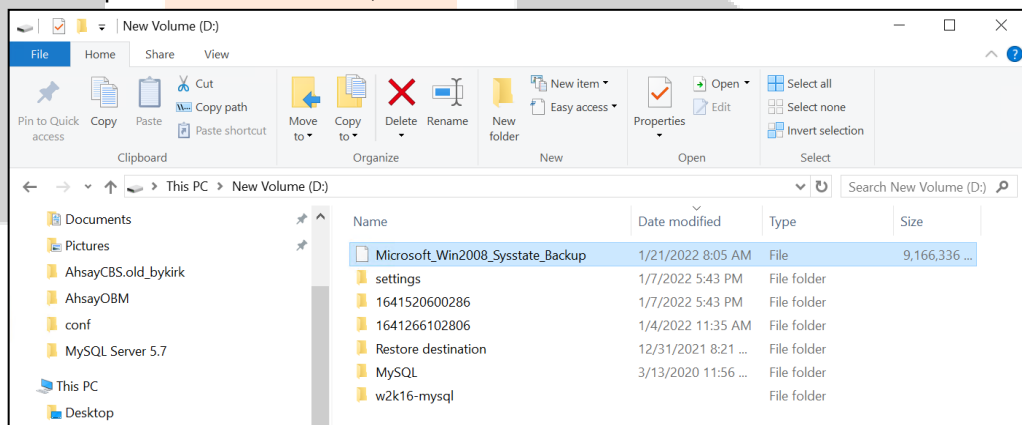 New Volume (D:)
File Home Share View
Pin to Quick access
Copy
Paste
Cut
Copy path
Paste shortcut
Clipboard
Move to
Copy to
Delete
Rename
Organize
New folder
New item
Easy access
New
Properties
Open
Edit
Open
Select all
Select none
Invert selection
Select
This PC > New Volume (D:)
Search New Volume (D:)
Documents
Pictures
AhsayCBS.old_bykirk
AhsayOBM
conf
MySQL Server 5.7
This PC
Desktop
Name Date modified Type Size
Microsoft_Win2008_Sysstate_Backup 1/21/2022 8:05 AM File 9,166,336 ...
settings 1/7/2022 5:43 PM File folder
1641520600286 1/7/2022 5:43 PM File folder
1641266102806 1/4/2022 11:35 AM File folder
Restore destination 12/31/2021 8:21 ... File folder
MySQL 3/13/2020 11:56 ... File folder
w2k16-mysql File folder